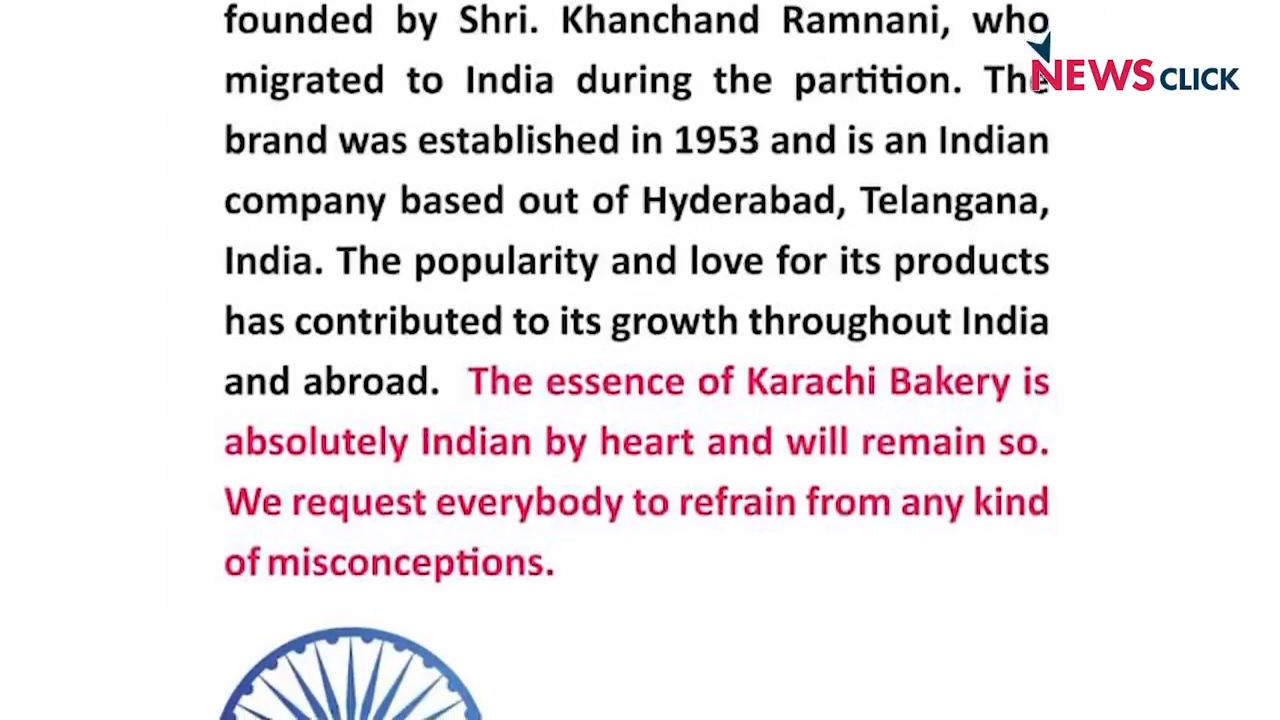 founded by Shri. Khanchand Ramnani, who
migrated to India during the partition. The
NEWSCLICK
brand was established in 1953 and is an Indian
company based out of Hyderabad, Telangana,
India. The popularity and love for its products
has contributed to its growth throughout India
and abroad. The essence of Karachi Bakery is
absolutely Indian by heart and will remain so.
We request everybody to refrain from any kind
of misconceptions.